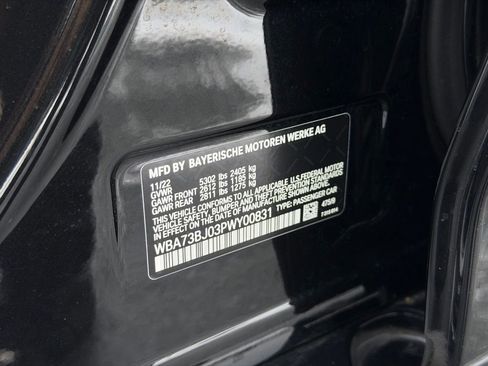 MFD BY BAYERISCHE MOTOREN WERKE AG
11/22 5302 lbs 2405 kg
GVWR FRONT 2612 lbs 1185 kg
GAWR REAR 2811 lbs 1275 kg
THIS VEHICLE CONFORMS TO ALL APPLICABLE U.S. FEDERAL MOTOR
VEHICLE SAFETY, BUMPER AND THEFT PREVENTION STANDARDS
IN EFFECT ON THE DATE OF MANUFACTURE SHOWN ABOVE
WBA73BJ03PWY00831 TYPE: PASSENGER CAR
475/9